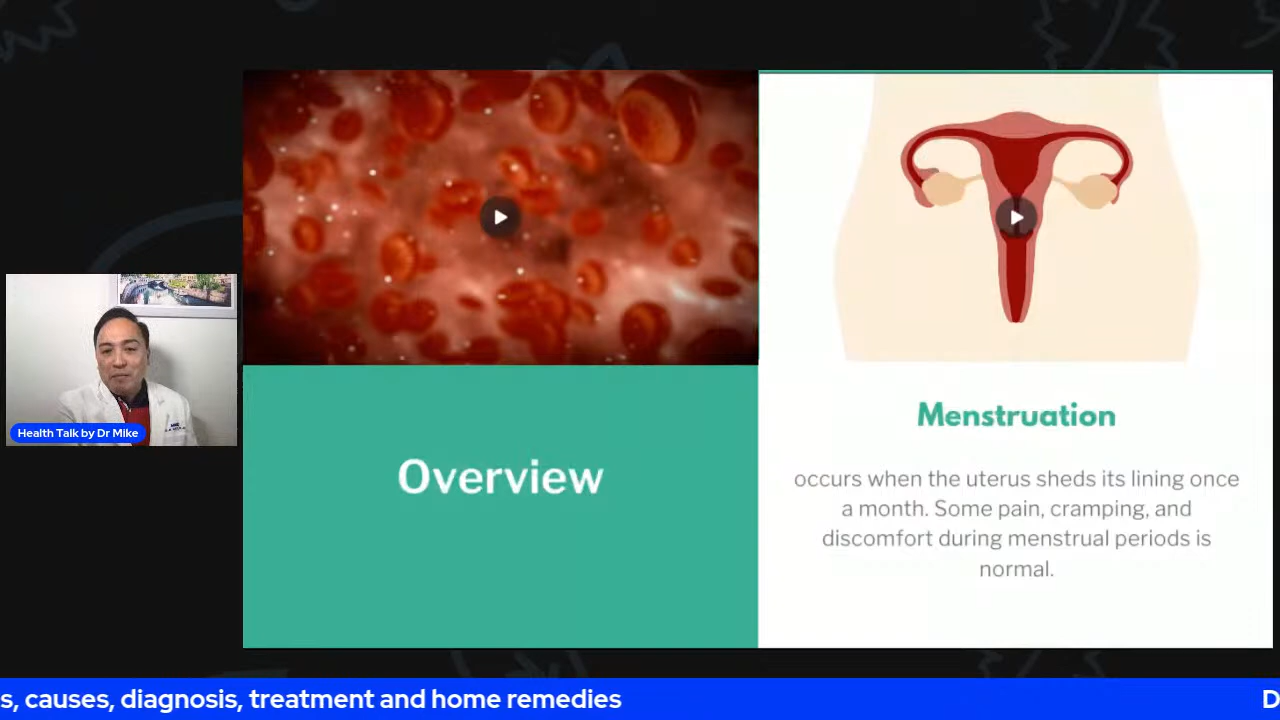 Health Talk by Dr Mike
Overview
Menstruation
occurs when the uterus sheds its lining once
a month. Some pain, cramping, and
discomfort during menstrual periods is
normal.
s, causes, diagnosis, treatment and home remedies
D